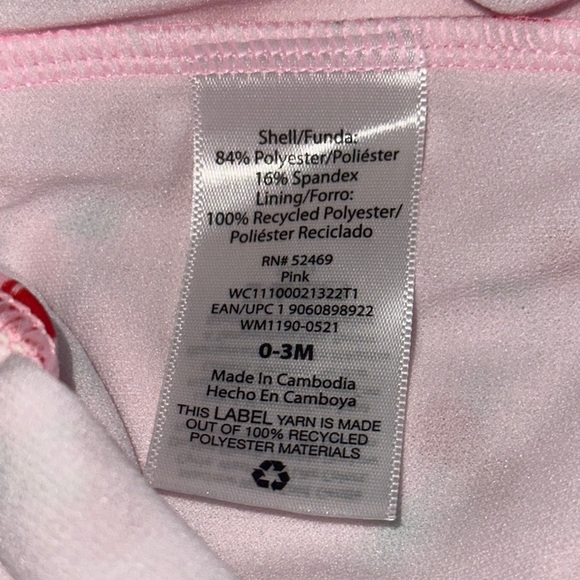 Shell/Funda:
84% Polyester/Poliéster
16% Spandex
Lining/Forro:
100% Recycled Polyester/
Poliéster Reciclado
RN# 52469
Pink
WC11100021322T1
EAN/UPC 1 9060898922
WM1190-0521
0-3M
Made In Cambodia
Hecho En Camboya
THIS LABEL YARN IS MADE
OUT OF 100% RECYCLED
POLYESTER MATERIALS